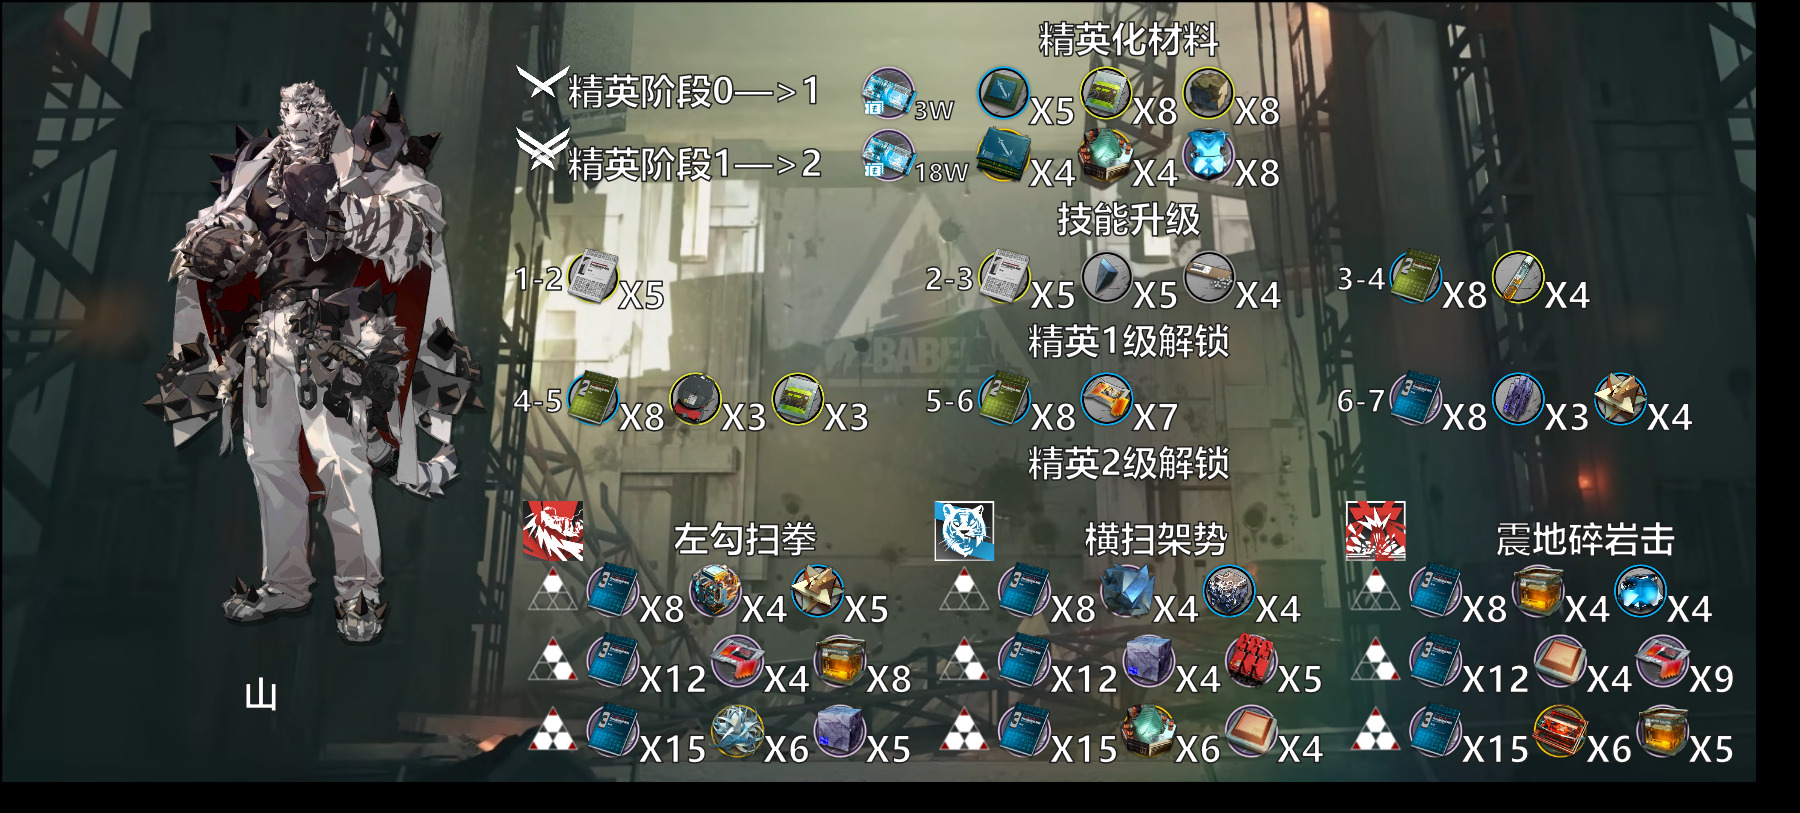 精英化材料
精英阶段0—>1 3W X5 X8 X8
精英阶段1—>2 18W X4 X4 X8
技能升级
1-2 X5 2-3 X5 X5 X4 3-4 X8 X4
BABEL
精英1级解锁
4-5 X8 X3 X3 5-6 X8 X7 6-7 X8 X3 X4
精英2级解锁
左勾扫拳 横扫架势 震地碎岩击
X8 X4 X5 X8 X4 X4 X8 X4 X4
X12 X4 X8 X12 X4 X5 X12 X4 X9
山
X15 X6 X5 X15 X6 X4 X15 X6 X5